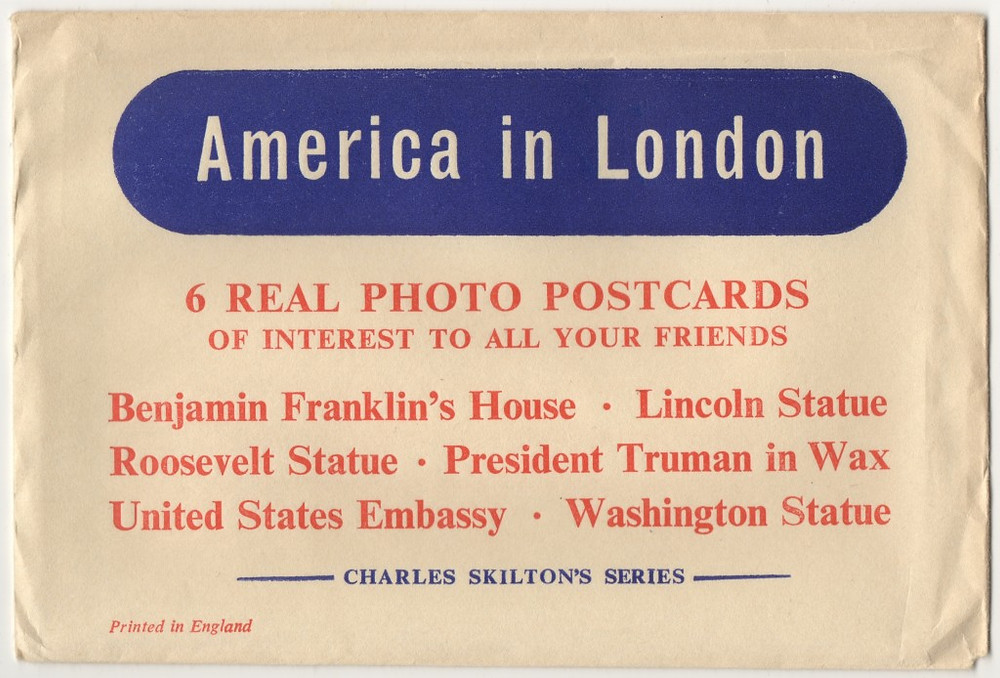 America in London
6 REAL PHOTO POSTCARDS
OF INTEREST TO ALL YOUR FRIENDS
Benjamin Franklin's House · Lincoln Statue
Roosevelt Statue · President Truman in Wax
United States Embassy · Washington Statue
CHARLES SKILTON'S SERIES
Printed in England